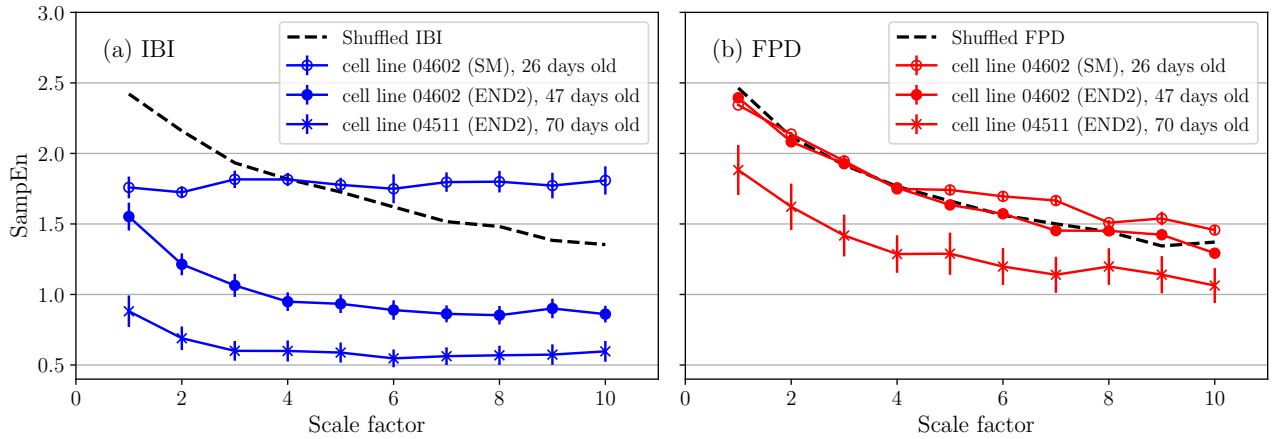 (a) IBI
Shuffled IBI
cell line 04602 (SM), 26 days old
cell line 04602 (END2), 47 days old
cell line 04511 (END2), 70 days old
3.0
2.5
2.0
1.5
1.0
0.5
SampEn
0
2
4
6
8
10
Scale factor
(b) FPD
Shuffled FPD
cell line 04602 (SM), 26 days old
cell line 04602 (END2), 47 days old
cell line 04511 (END2), 70 days old
0
2
4
6
8
10
Scale factor